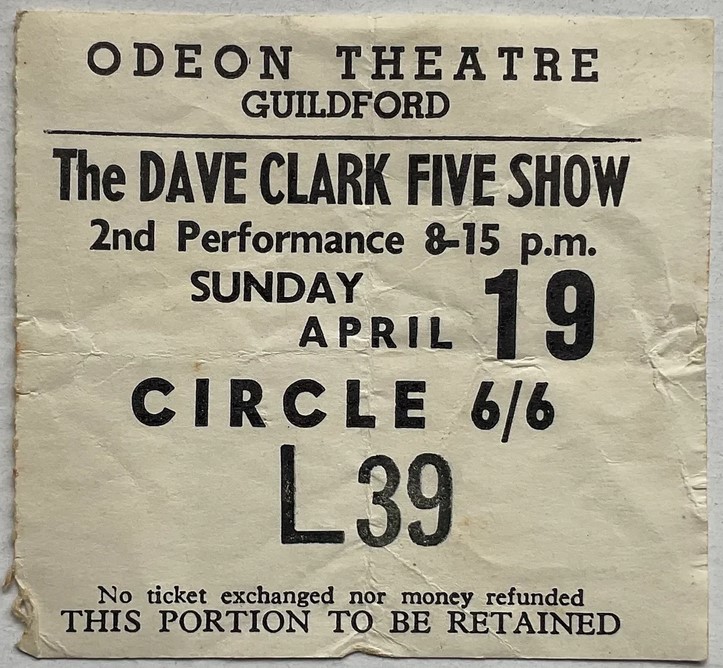 ODEON THEATRE
GUILDFORD
The DAVE CLARK FIVE SHOW
2nd Performance 8-15 p.m.
SUNDAY
APRIL 19
CIRCLE 6/6
L 39
No ticket exchanged nor money refunded
THIS PORTION TO BE RETAINED